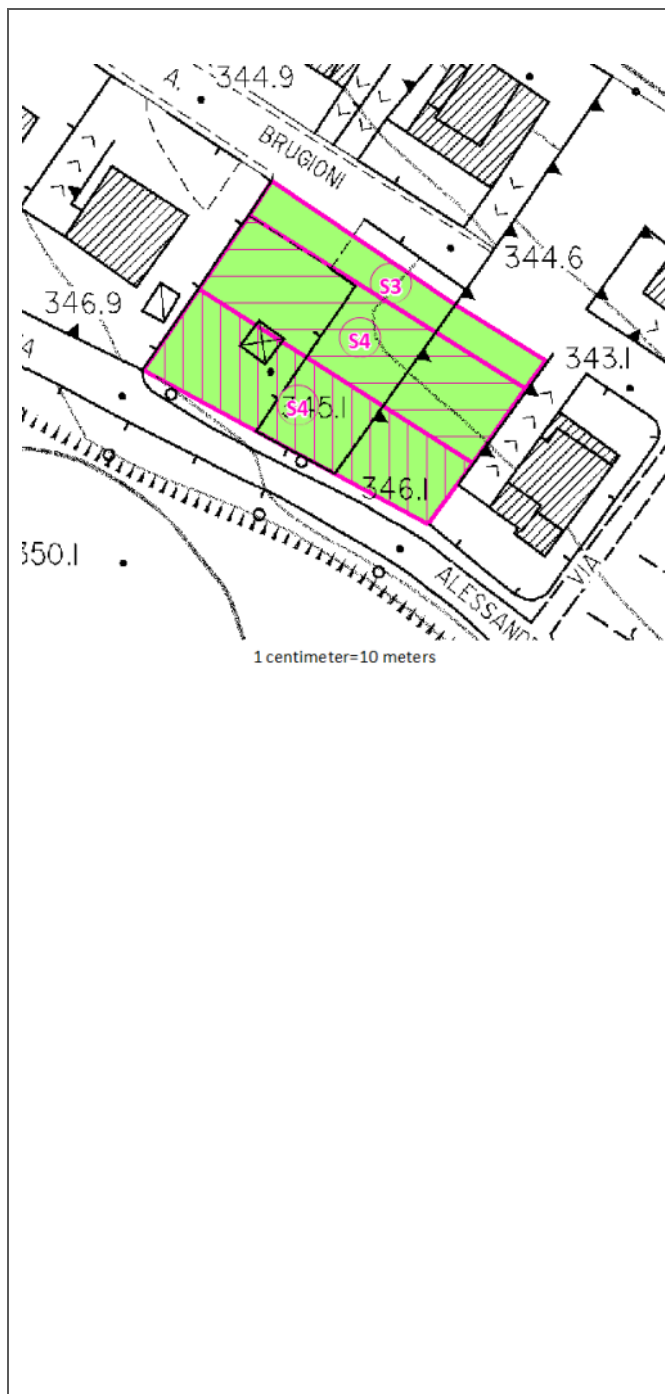 A.
344.9
BRUGIONI
344.6
S3
346.9
S4
343.1
S4
345.1
346.1
350.1
ALESSAND
VIA
1 centimeter=10 meters